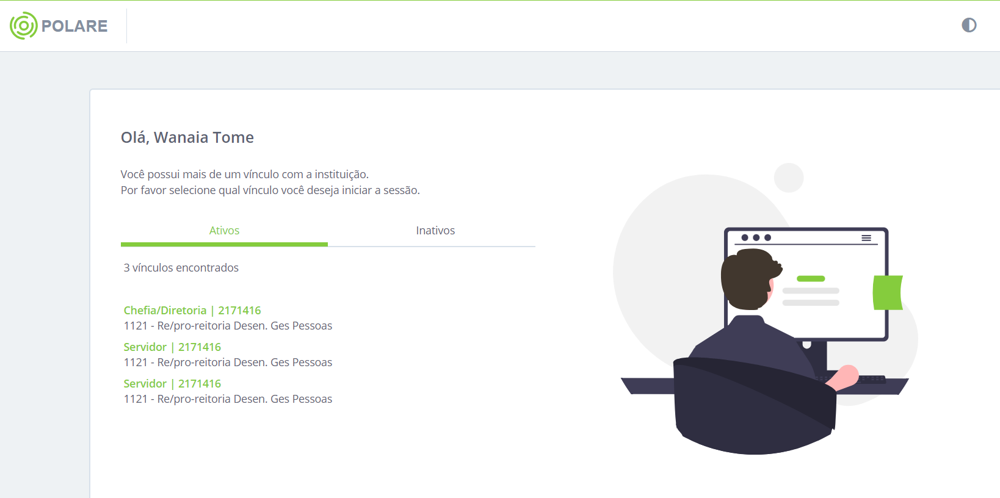 POLARE
Olá, Wanaia Tome
Você possui mais de um vínculo com a instituição.
Por favor selecione qual vínculo você deseja iniciar a sessão.
Ativos
Inativos
3 vínculos encontrados
Chefia/Diretoria | 2171416
1121 - Re/pro-reitoria Desen. Ges Pessoas
Servidor | 2171416
1121 - Re/pro-reitoria Desen. Ges Pessoas
Servidor | 2171416
1121 - Re/pro-reitoria Desen. Ges Pessoas